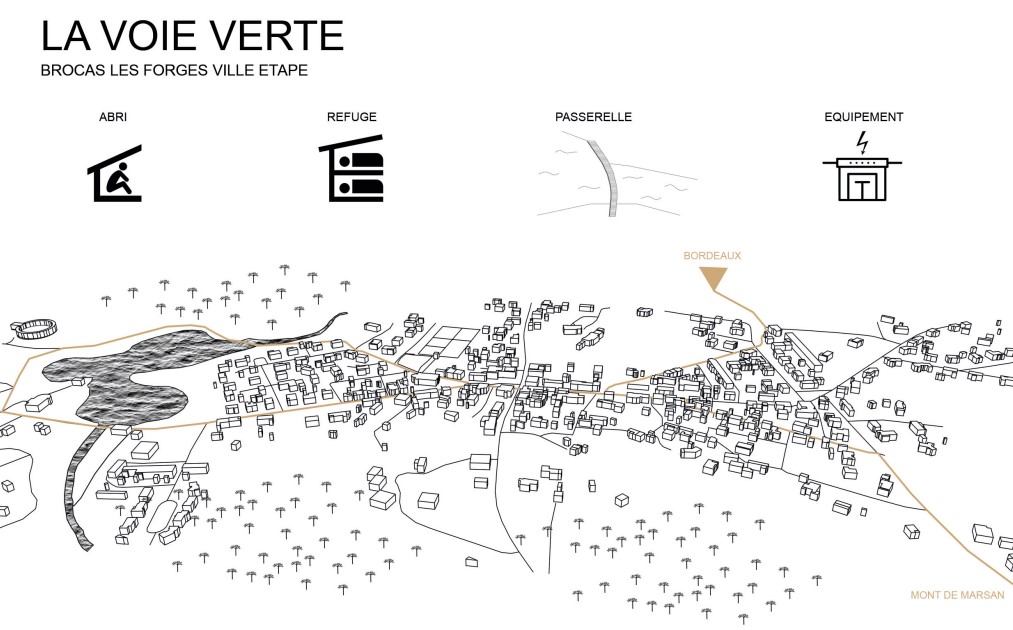 LA VOIE VERTE
BROCAS LES FORGES VILLE ETAPE
ABRI
REFUGE
PASSERELLE
EQUIPEMENT
BORDEAUX
MONT DE MARSAN